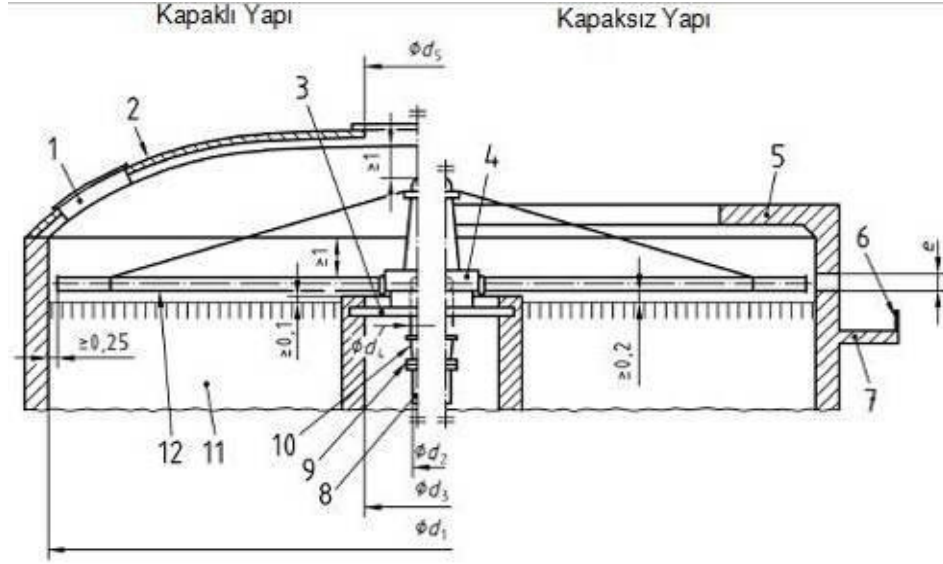 Kapaklı Yapı
Kapaksız Yapı
ϕd₅
3
2
1
≥1
4
5
6
e
≥1
≥0,1
ϕd₄
≥0,2
≥0,25
7
12
11
10
9
8
ϕd₂
ϕd₃
ϕd₁